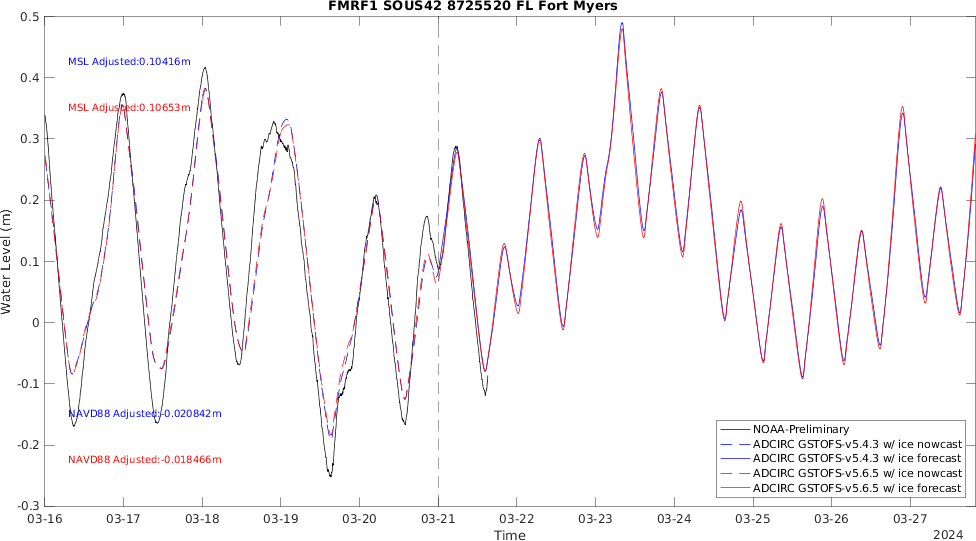 FMRF1 SOUS42 8725520 FL Fort Myers
0.5
0.4
0.3
0.2
0.1
0
-0.1
-0.2
-0.3
Water Level (m)
MSL Adjusted:0.10416m
MSL Adjusted:0.10653m
NAVD88 Adjusted:-0.020842m
NAVD88 Adjusted:-0.018466m
NOAA-Preliminary
ADCIRC GSTOFS-v5.4.3 w/ ice nowcast
ADCIRC GSTOFS-v5.4.3 w/ ice forecast
ADCIRC GSTOFS-v5.6.5 w/ ice nowcast
ADCIRC GSTOFS-v5.6.5 w/ ice forecast
03-16 03-17 03-18 03-19 03-20 03-21 03-22 03-23 03-24 03-25 03-26 03-27
Time
2024